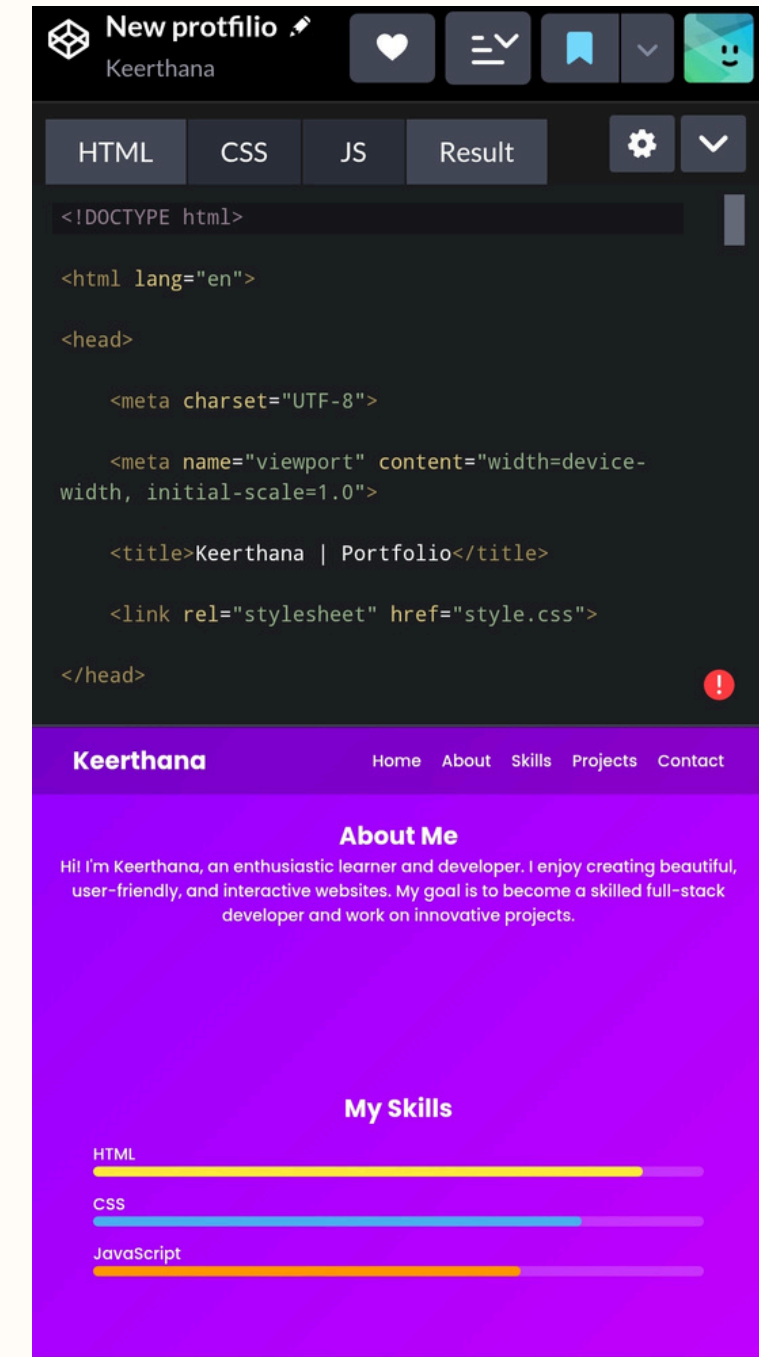 New protfilio
Keerthana
HTML CSS JS Result
<!DOCTYPE html>
<html lang="en">
<head>
<meta charset="UTF-8">
<meta name="viewport" content="width=device-
width, initial-scale=1.0">
<title>Keerthana | Portfolio</title>
<link rel="stylesheet" href="style.css">
</head>
Keerthana Home About Skills Projects Contact
About Me
Hi! I'm Keerthana, an enthusiastic learner and developer. I enjoy creating beautiful,
user-friendly, and interactive websites. My goal is to become a skilled full-stack
developer and work on innovative projects.
My Skills
HTML
CSS
JavaScript